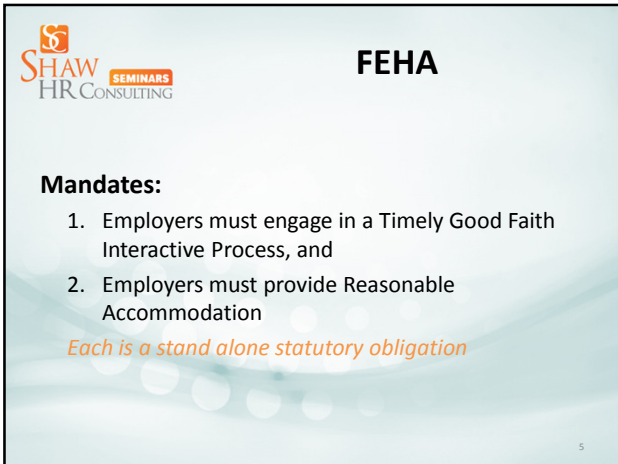 SC
SHAW SEMINARS
HR CONSULTING
FEHA
Mandates:
1. Employers must engage in a Timely Good Faith
Interactive Process, and
2. Employers must provide Reasonable
Accommodation
Each is a stand alone statutory obligation
5